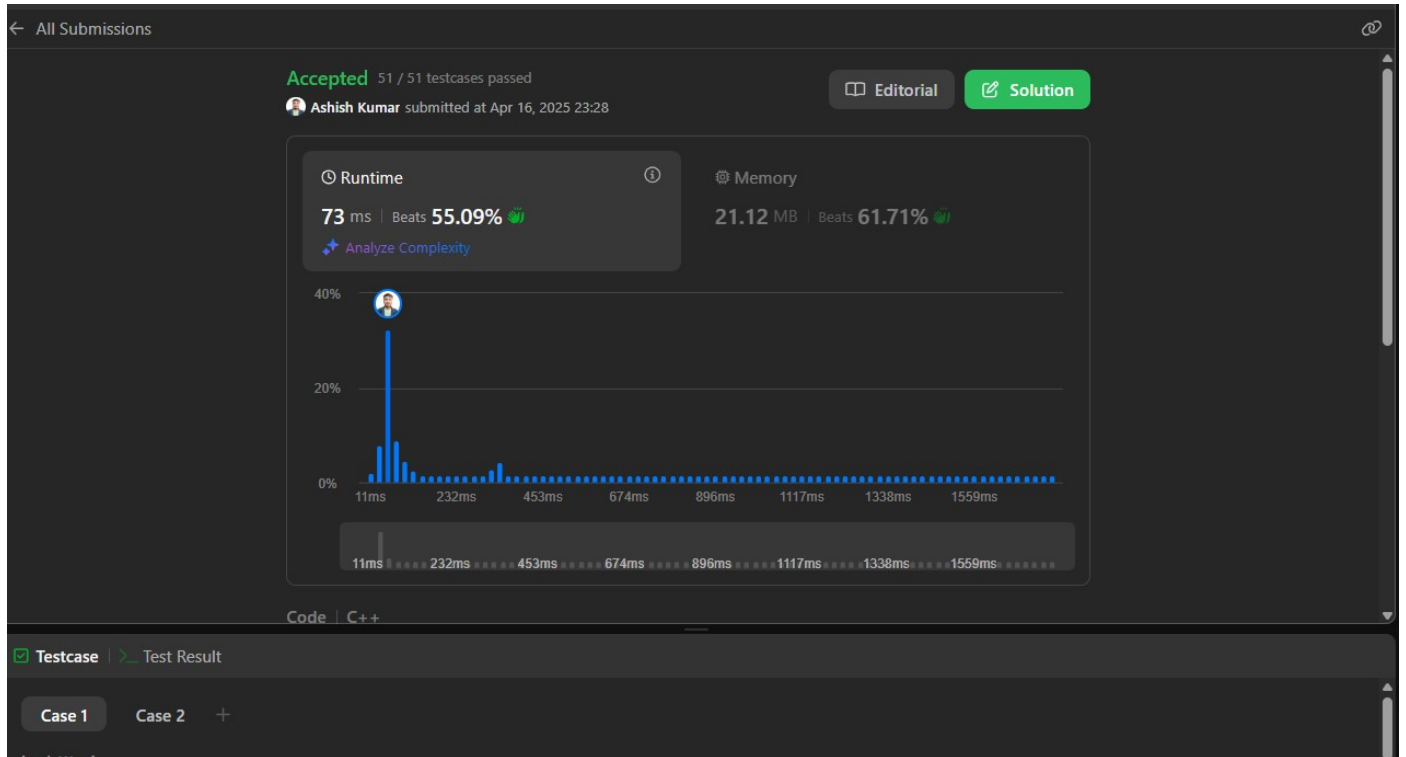 All Submissions
Accepted 51 / 51 testcases passed
Ashish Kumar submitted at Apr 16, 2025 23:28
Editorial
Solution
Runtime
73 ms | Beats 55.09%
Analyze Complexity
Memory
21.12 MB | Beats 61.71%
40%
20%
0%
11ms 232ms 453ms 674ms 896ms 1117ms 1338ms 1559ms
11ms 232ms 453ms 674ms 896ms 1117ms 1338ms 1559ms
Code | C++
Testcase | >_ Test Result
Case 1 Case 2 +